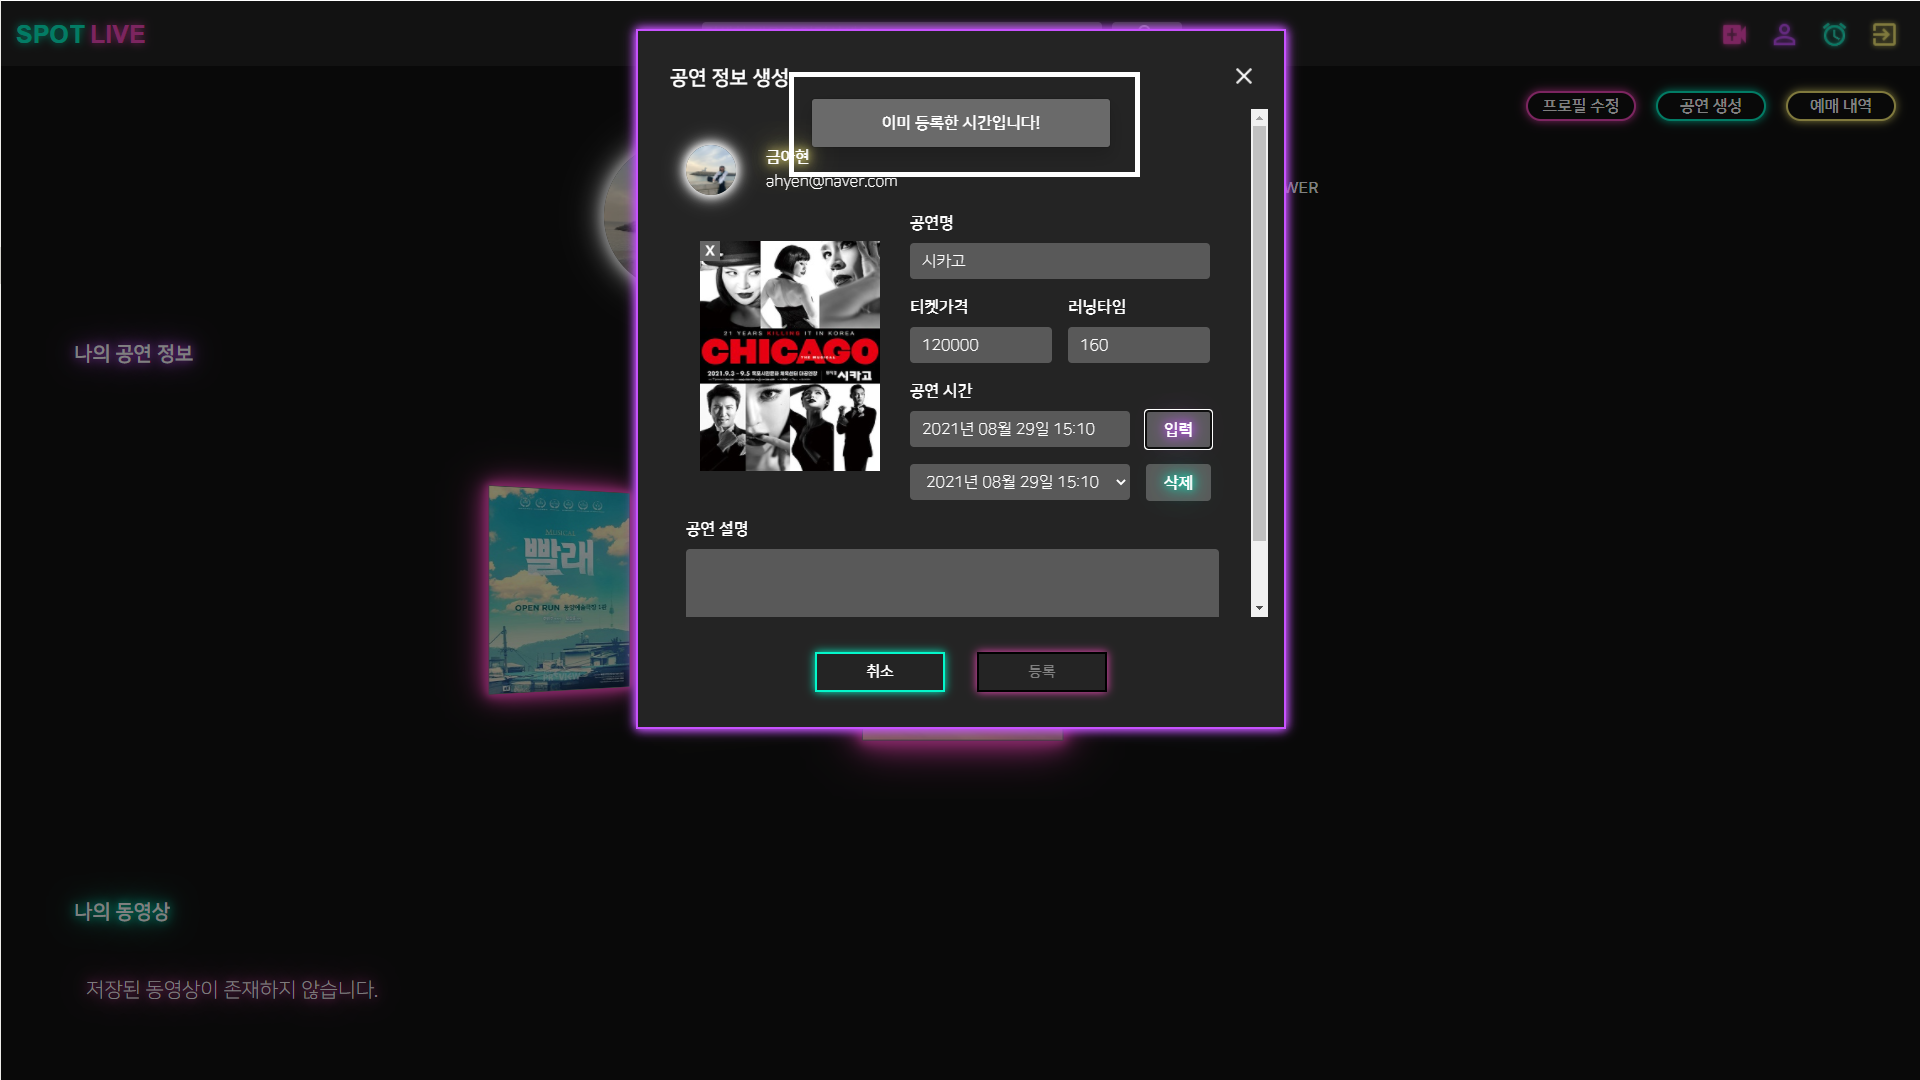 SPOT LIVE
프로필 수정
공연 생성
예매 내역
공연 정보 생성
이미 등록한 시간입니다!
금아현
ahyen@naver.com
WER
공연명
시카고
X
21 YEARS KILLING IT IN KOREA
CHICAGO
THE MUSICAL
시카고
티켓가격
러닝타임
120000
160
공연 시간
2021년 08월 29일 15:10
입력
2021년 08월 29일 15:10
삭제
공연 설명
취소
등록
나의 공연 정보
빨래
OPEN RUN
나의 동영상
저장된 동영상이 존재하지 않습니다.